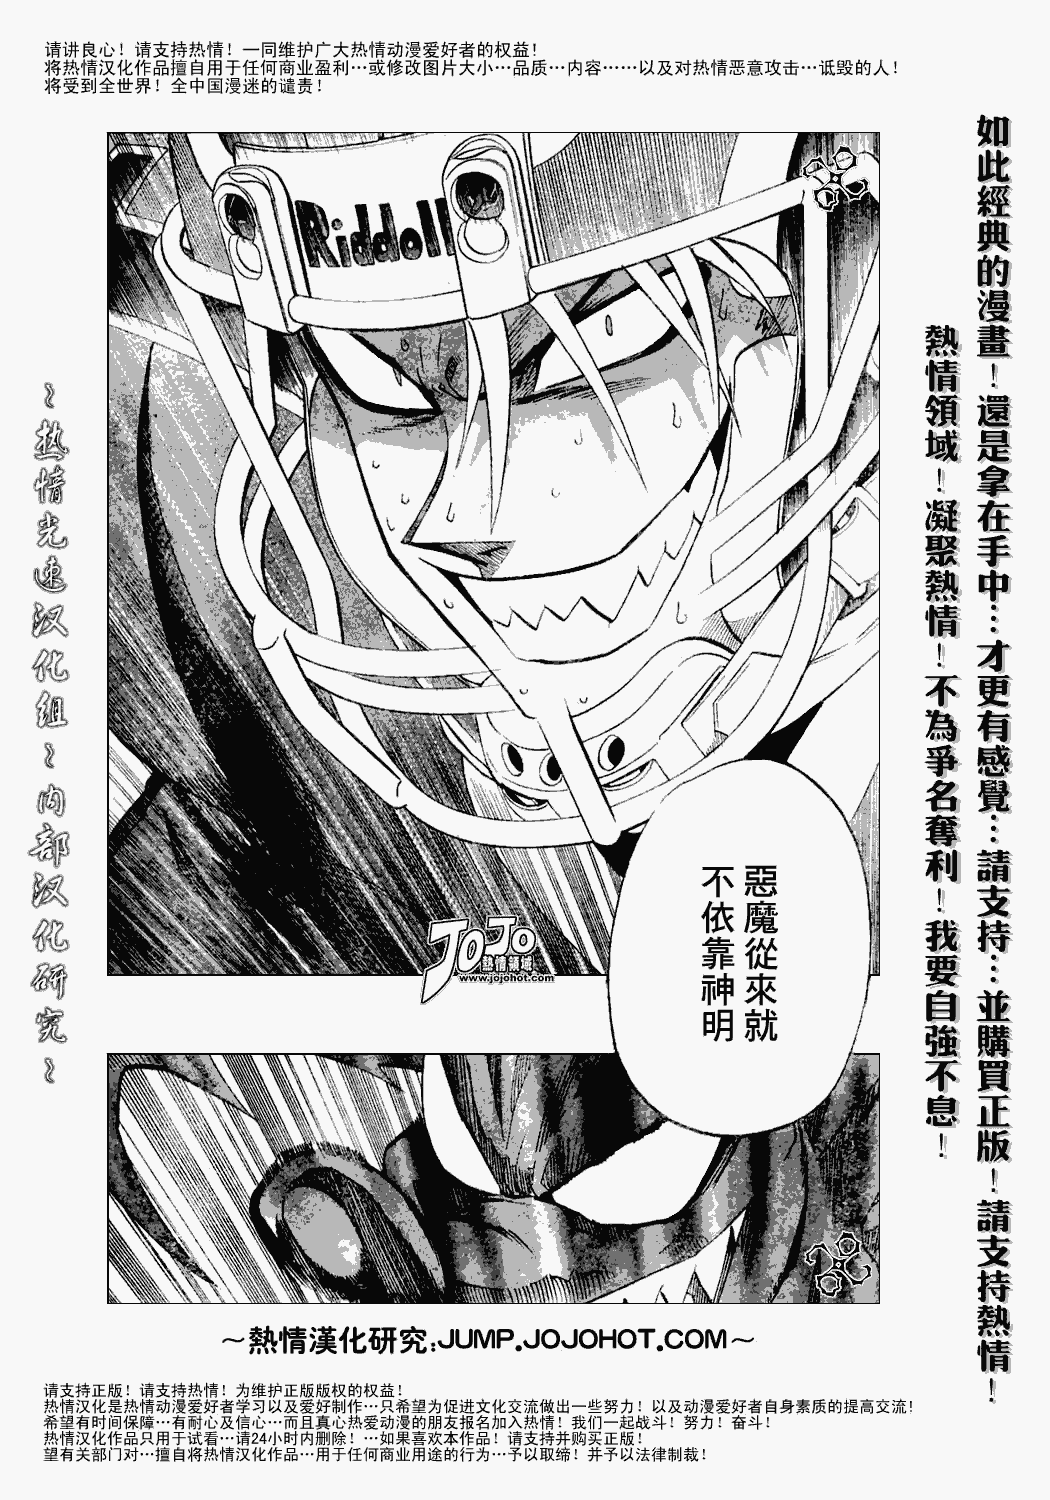 请讲良心！请支持热情！一同维护广大热情动漫爱好者的权益！
将热情汉化作品擅自用于任何商业盈利…或修改图片大小…品质…内容……以及对热情恶意攻击…诋毁的人！
将受到全世界！全中国漫迷的谴责！
如此經典的漫畫！還是拿在手中…才更有感覺…請支持…並購買正版！請支持熱情！
熱情領域！凝聚熱情！不為爭名奪利！我要自強不息！
Riddoll
惡魔從來就
不依靠神明
JOJO
熱情領域
www.jojohot.com
~热情光速汉化组~内部汉化研究~
~熱情漢化研究:JUMP.JOJOHOT.COM~
请支持正版！请支持热情！为维护正版版权的权益！
热情汉化是热情动漫爱好者学习以及爱好制作…只希望为促进文化交流做出一些努力！以及动漫爱好者自身素质的提高交流！
希望有时间保障…有耐心及信心…而且真心热爱动漫的朋友报名加入热情！我们一起战斗！努力！奋斗！
热情汉化作品只用于试看…请24小时内删除！…如果喜欢本作品！请支持并购买正版！
望有关部门对…擅自将热情汉化作品…用于任何商业用途的行为…予以取缔！并予以法律制裁！